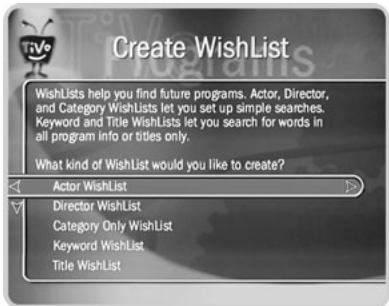 TiVo
Create WishList
Programs
WishLists help you find future programs. Actor, Director,
and Category WishLists let you set up simple searches.
Keyword and Title WishLists let you search for words in
all program info or titles only.
What kind of WishList would you like to create?
Actor WishList
Director WishList
Category Only WishList
Keyword WishList
Title WishList